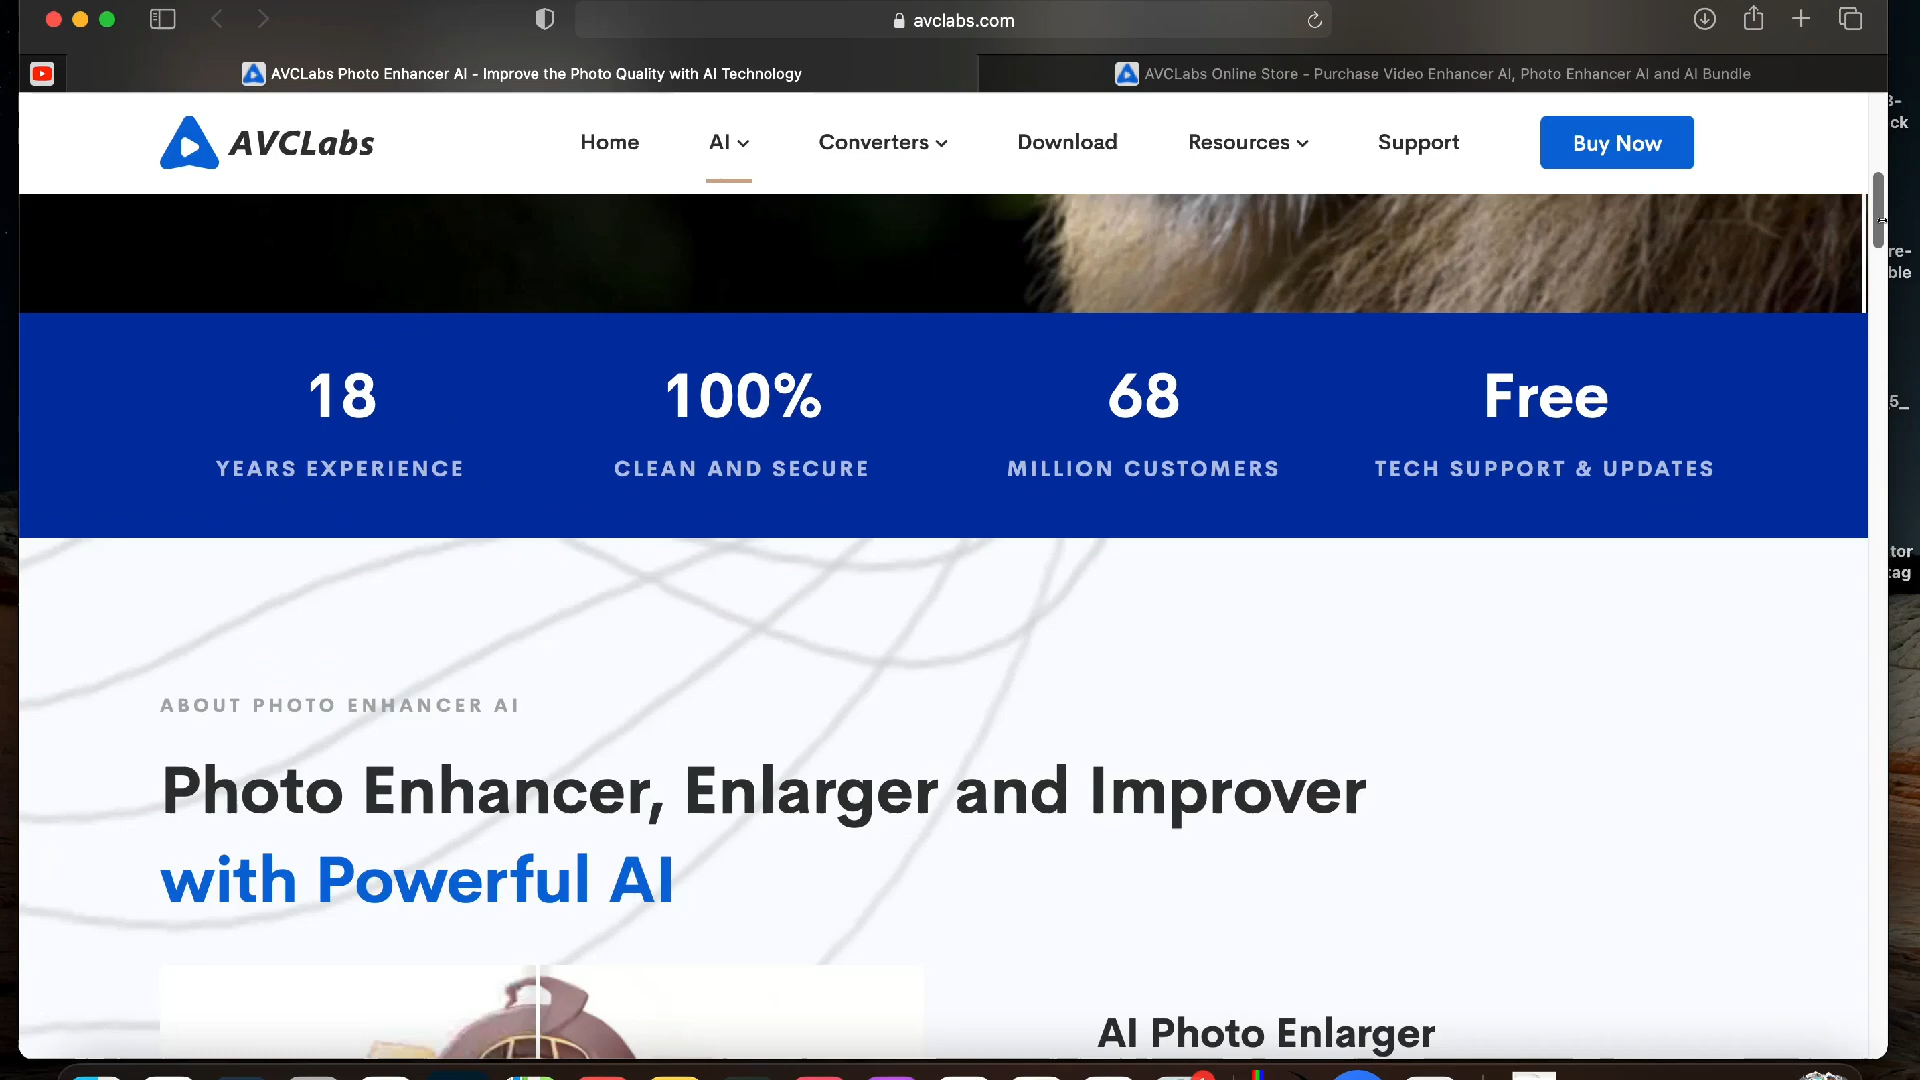 avclabs.com
AVCLabs Photo Enhancer AI - Improve the Photo Quality with AI Technology
AVCLabs Online Store - Purchase Video Enhancer AI, Photo Enhancer AI and AI Bundle
AVCLabs
Home
AI
Converters
Download
Resources
Support
Buy Now
18
100%
68
Free
YEARS EXPERIENCE
CLEAN AND SECURE
MILLION CUSTOMERS
TECH SUPPORT & UPDATES
ABOUT PHOTO ENHANCER AI
Photo Enhancer, Enlarger and Improver
with Powerful AI
AI Photo Enlarger